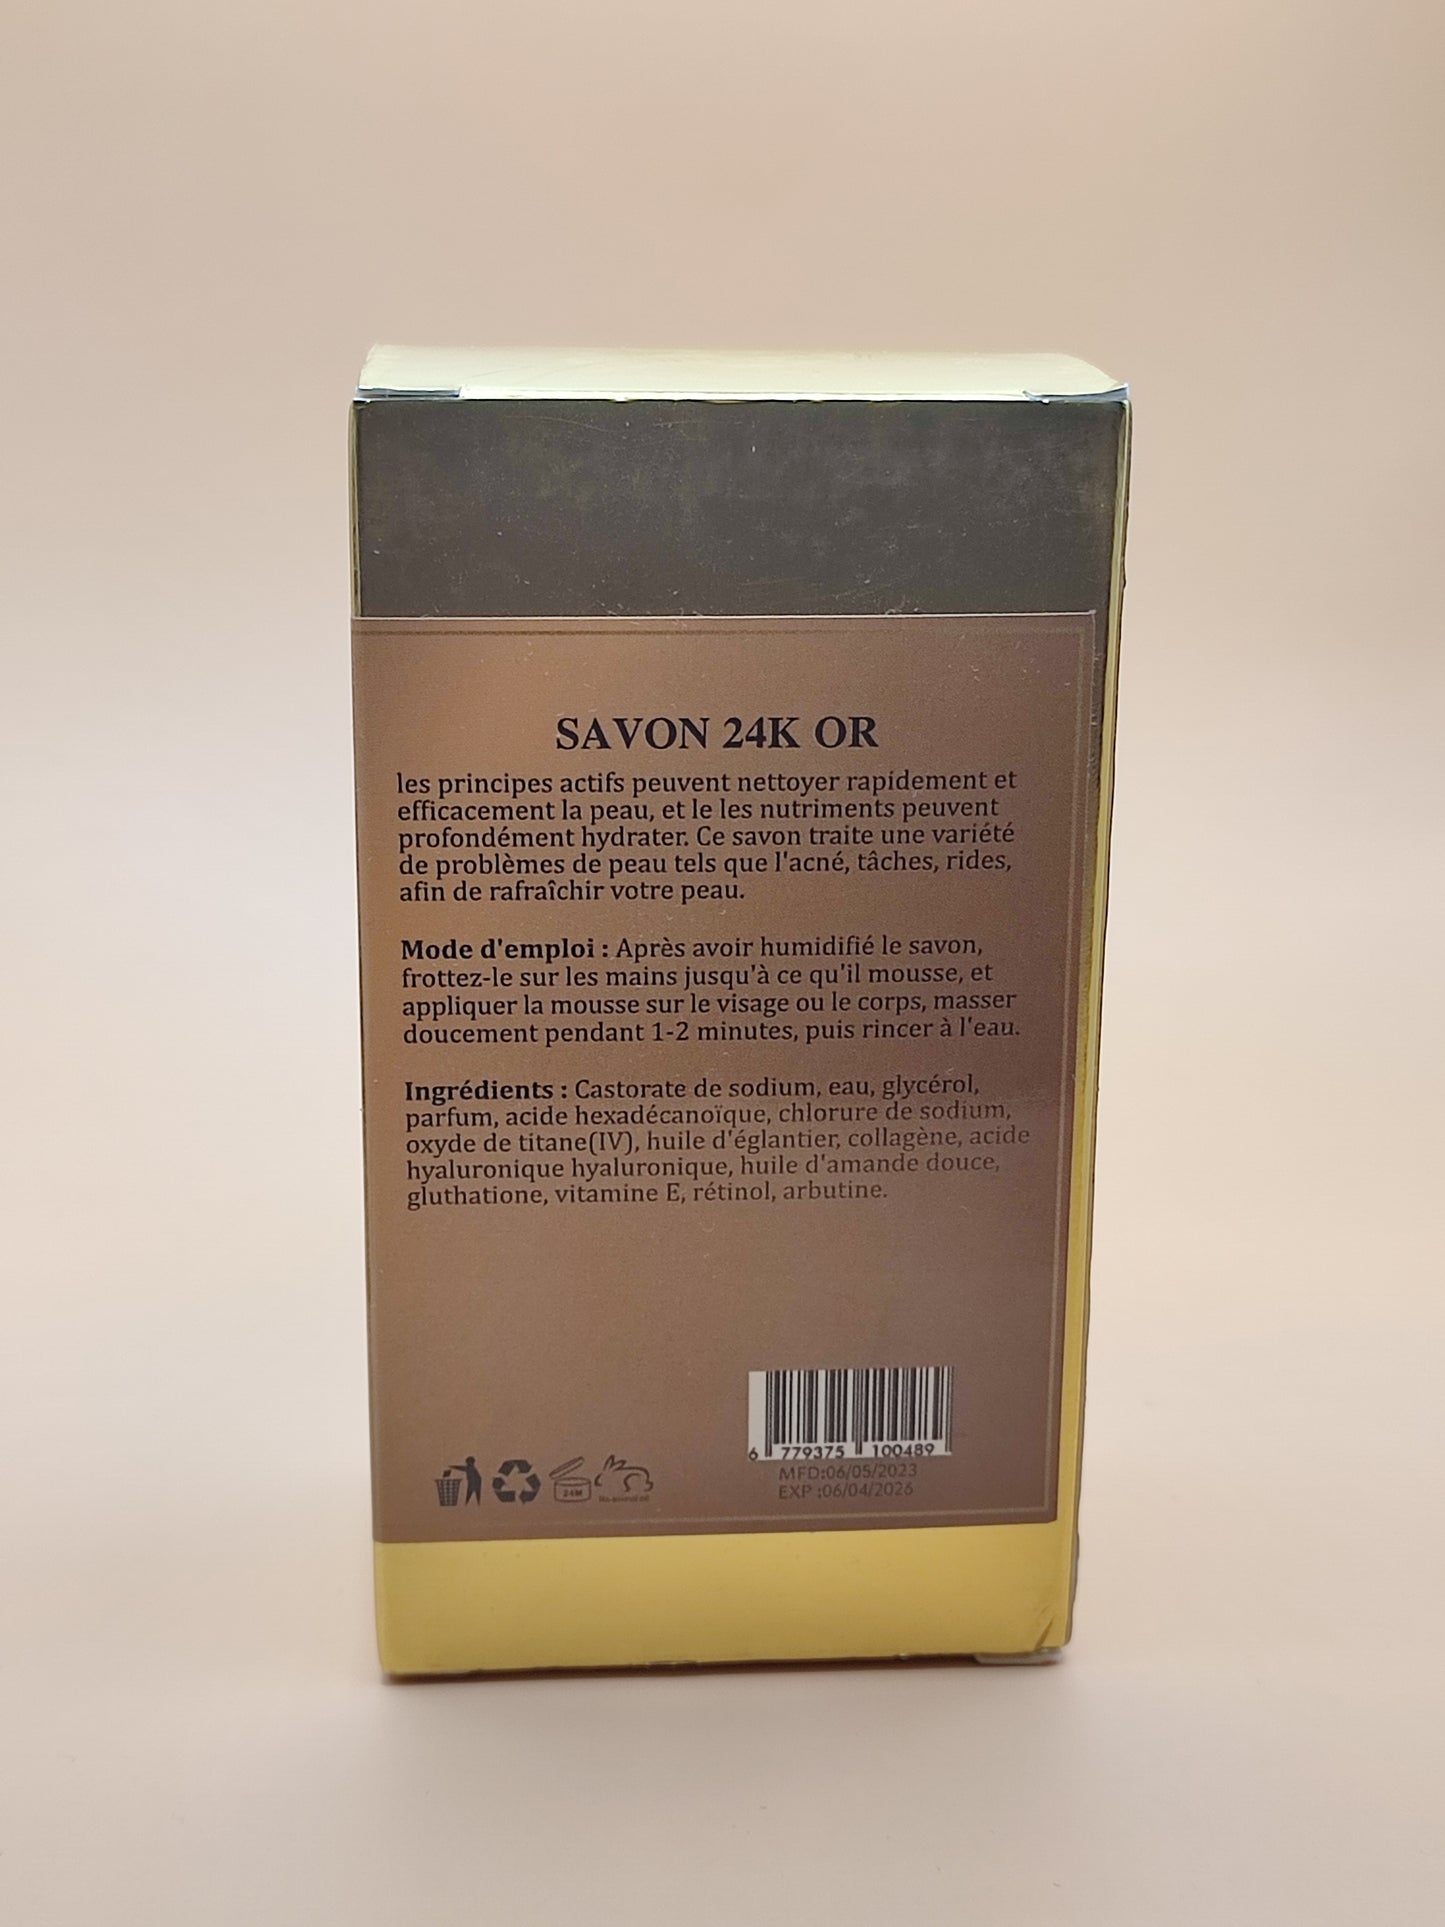 SAVON 24K OR
les principes actifs peuvent nettoyer rapidement et
efficacement la peau, et le les nutriments peuvent
profondément hydrater. Ce savon traite une variété
de problèmes de peau tels que l'acné, tâches, rides,
afin de rafraîchir votre peau.
Mode d'emploi : Après avoir humidifié le savon,
frottez-le sur les mains jusqu'à ce qu'il mousse, et
appliquer la mousse sur le visage ou le corps, masser
doucement pendant 1-2 minutes, puis rincer à l'eau.
Ingrédients : Castorate de sodium, eau, glycérol,
parfum, acide hexadécanoïque, chlorure de sodium,
oxyde de titane(IV), huile d'églantier, collagène, acide
hyaluronique hyaluronique, huile d'amande douce,
gluthatione, vitamine E, rétinol, arbutine.
6 779375 100489
MFD:06/05/2023
EXP :06/04/2026
24M